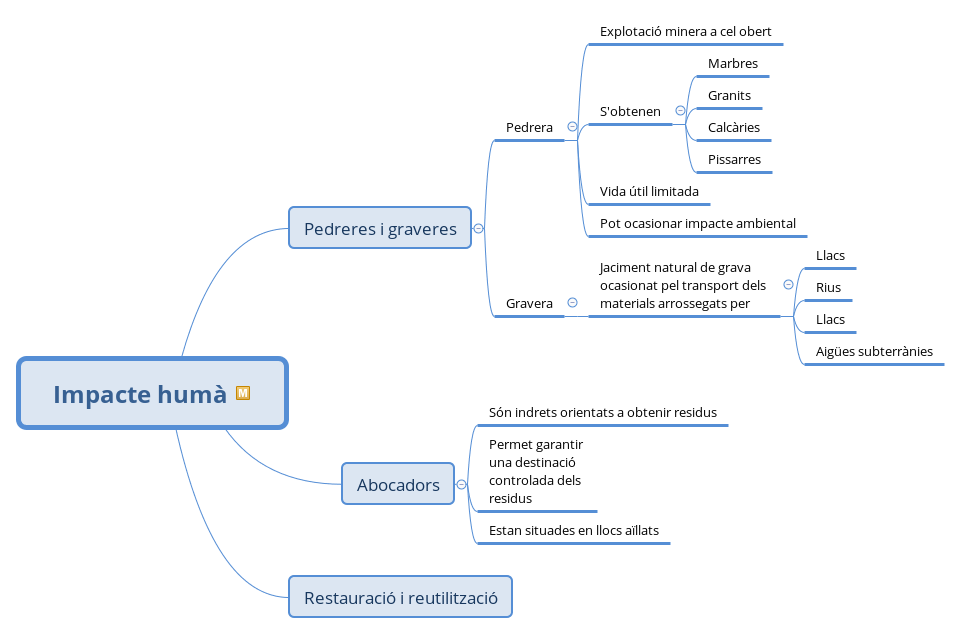 Explotació minera a cel obert
Marbres
Granits
S'obtenen
Calcàries
Pedrera
Pissarres
Vida útil limitada
Pot ocasionar impacte ambiental
Pedreres i graveres
Llacs
Jaciment natural de grava
ocasionat pel transport dels
materials arrossegats per
Rius
Gravera
Llacs
Aigües subterrànies
Impacte humà M
Són indrets orientats a obtenir residus
Permet garantir
una destinació
controlada dels
residus
Abocadors
Estan situades en llocs aïllats
Restauració i reutilització